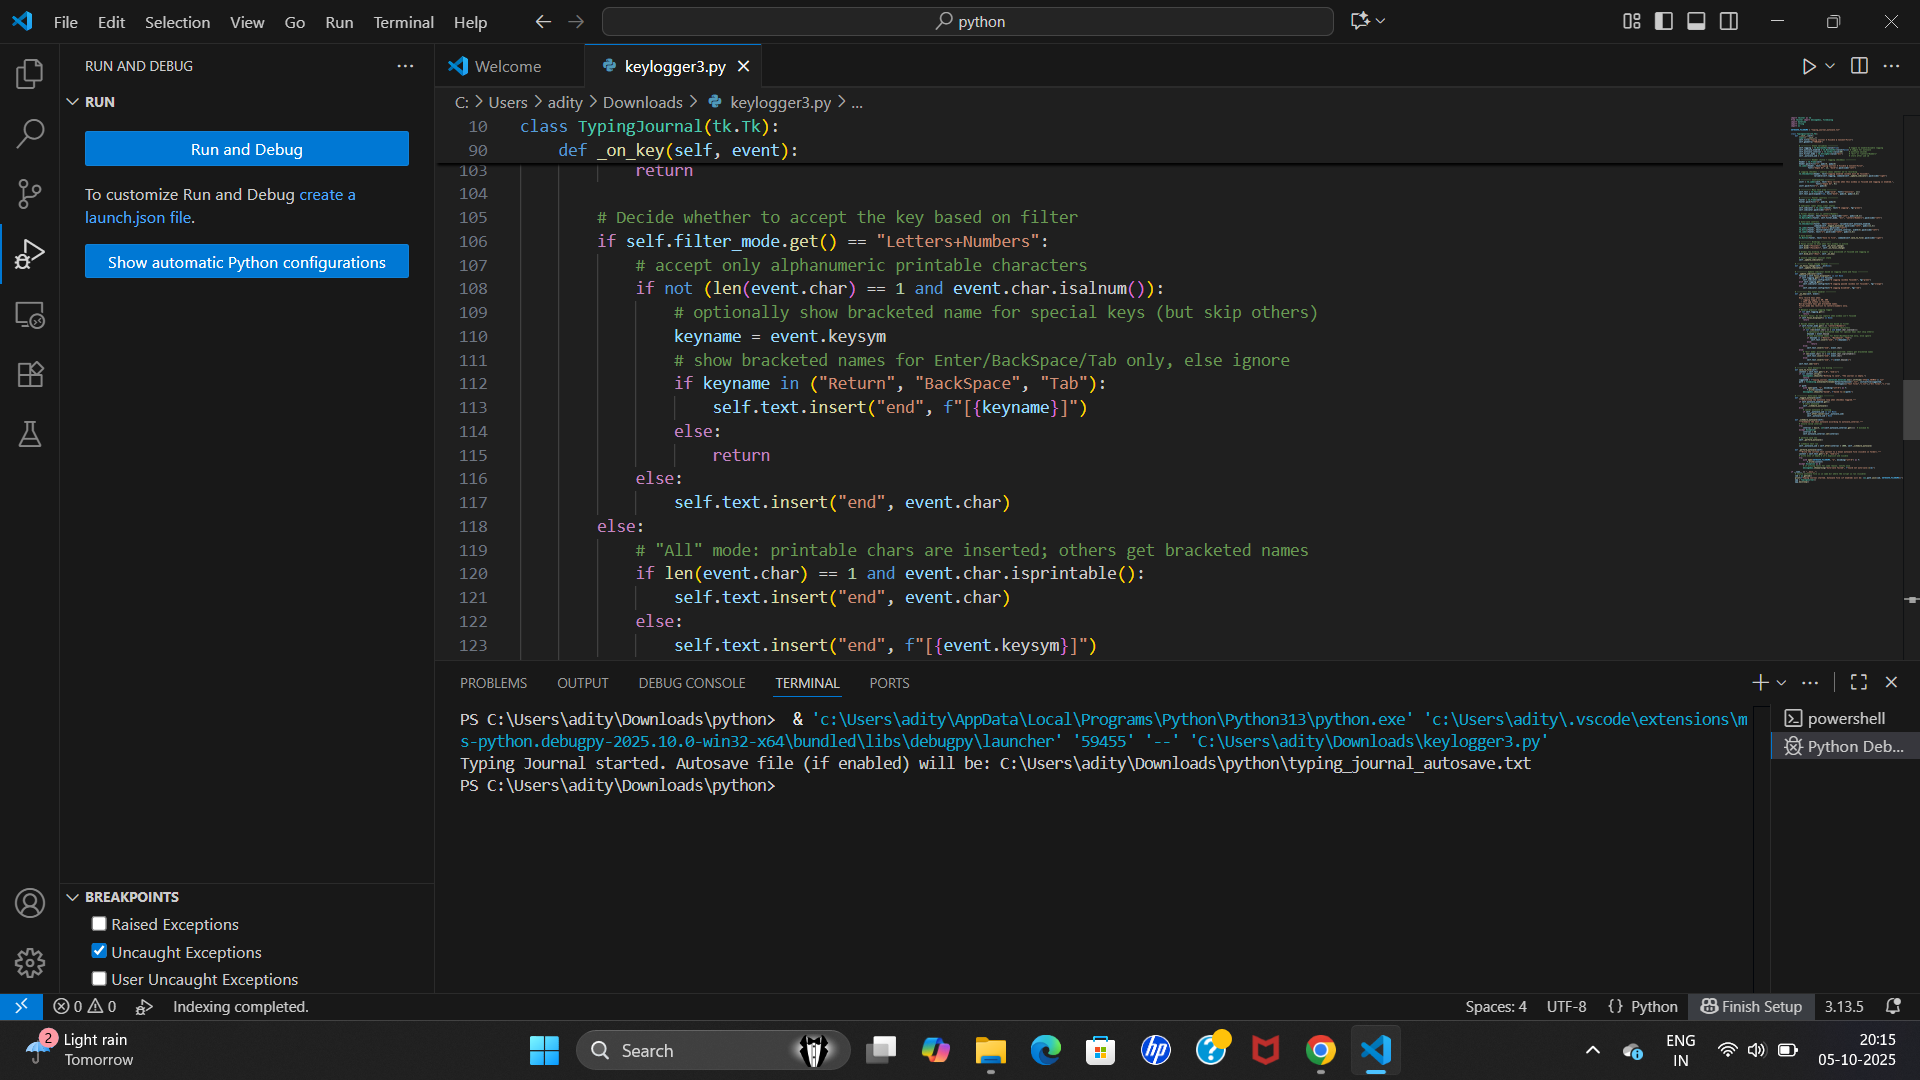 File Edit Selection View Go Run Terminal Help
python
RUN AND DEBUG
RUN
Run and Debug
To customize Run and Debug create a
launch.json file.
Show automatic Python configurations
Welcome
keylogger3.py
C: > Users > adity > Downloads > keylogger3.py > ...
10 class TypingJournal(tk.Tk):
90 def _on_key(self, event):
103 return
104
105 # Decide whether to accept the key based on filter
106 if self.filter_mode.get() == "Letters+Numbers":
107 # accept only alphanumeric printable characters
108 if not (len(event.char) == 1 and event.char.isalnum()):
109 # optionally show bracketed name for special keys (but skip others)
110 keyname = event.keysym
111 # show bracketed names for Enter/BackSpace/Tab only, else ignore
112 if keyname in ("Return", "BackSpace", "Tab"):
113 self.text.insert("end", f"[{keyname}]")
114 else:
115 return
116 else:
117 self.text.insert("end", event.char)
118 else:
119 # "All" mode: printable chars are inserted; others get bracketed names
120 if len(event.char) == 1 and event.char.isprintable():
121 self.text.insert("end", event.char)
122 else:
123 self.text.insert("end", f"[{event.keysym}]")
PROBLEMS OUTPUT DEBUG CONSOLE TERMINAL PORTS
PS C:\Users\adity\Downloads\python>  & 'c:\Users\adity\AppData\Local\Programs\Python\Python313\python.exe' 'c:\Users\adity\.vscode\extensions\m
s-python.debugpy-2025.10.0-win32-x64\bundled\libs\debugpy\launcher' '59455' '--' 'C:\Users\adity\Downloads\keylogger3.py'
Typing Journal started. Autosave file (if enabled) will be: C:\Users\adity\Downloads\python\typing_journal_autosave.txt
PS C:\Users\adity\Downloads\python>
powershell
Python Deb...
BREAKPOINTS
Raised Exceptions
Uncaught Exceptions
User Uncaught Exceptions
0 0 Indexing completed.
Spaces: 4 UTF-8 {} Python Finish Setup 3.13.5
2
Light rain
Tomorrow
Search
hp
ENG
IN
20:15
05-10-2025